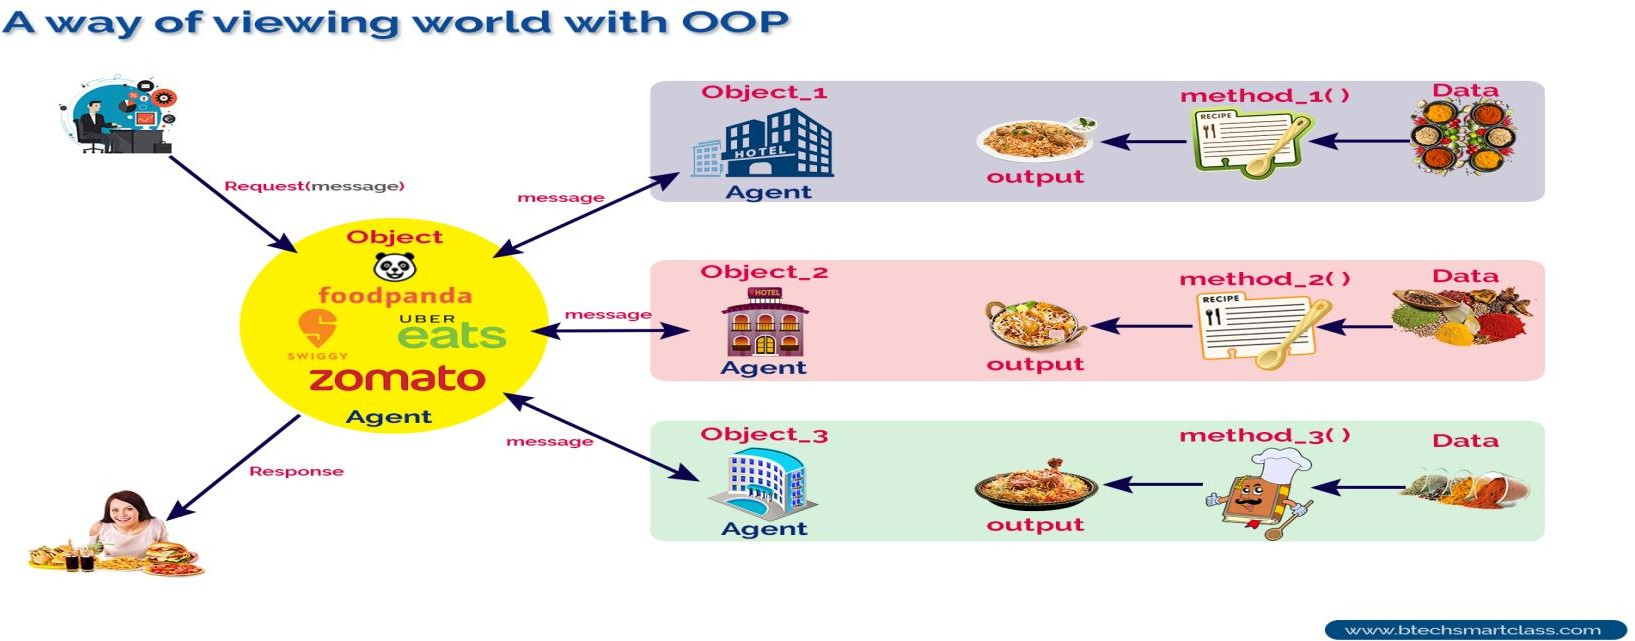 A way of viewing world with OOP
Request(message)
Object
foodpanda
SWIGGY
UBER
eats
zomato
Agent
Response
message
message
message
Object_1
HOTEL
Agent
output
method_1( )
RECIPE
Data
Object_2
HOTEL
Agent
output
method_2( )
RECIPE
Data
Object_3
Agent
output
method_3( )
Data
www.btechsmartclass.com